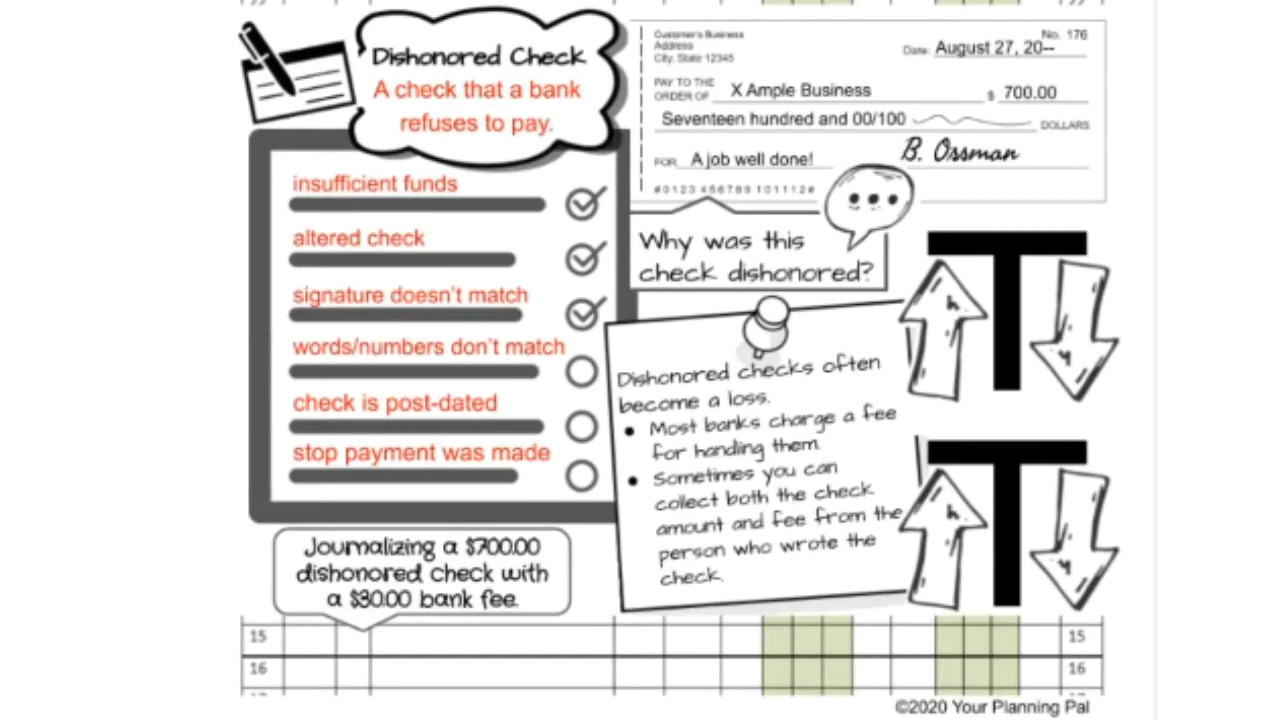 Dishonored Check
A check that a bank
refuses to pay.
insufficient funds
altered check
signature doesn't match
words/numbers don't match
check is post-dated
stop payment was made
Customer's Business
Address
City, State 12345
No. 176
Date: August 27, 20--
PAY TO THE
ORDER OF X Ample Business $ 700.00
Seventeen hundred and 00/100 DOLLARS
FOR A job well done! B. Ossman
#0123 456789 101112#
Why was this
check dishonored?
Dishonored checks often
become a loss.
● Most banks charge a fee
for handing them.
● Sometimes you can
collect both the check
amount and fee from the
person who wrote the
check.
T
T
Journalizing a $700.00
dishonored check with
a $30.00 bank fee.
15 15
16 16
©2020 Your Planning Pal